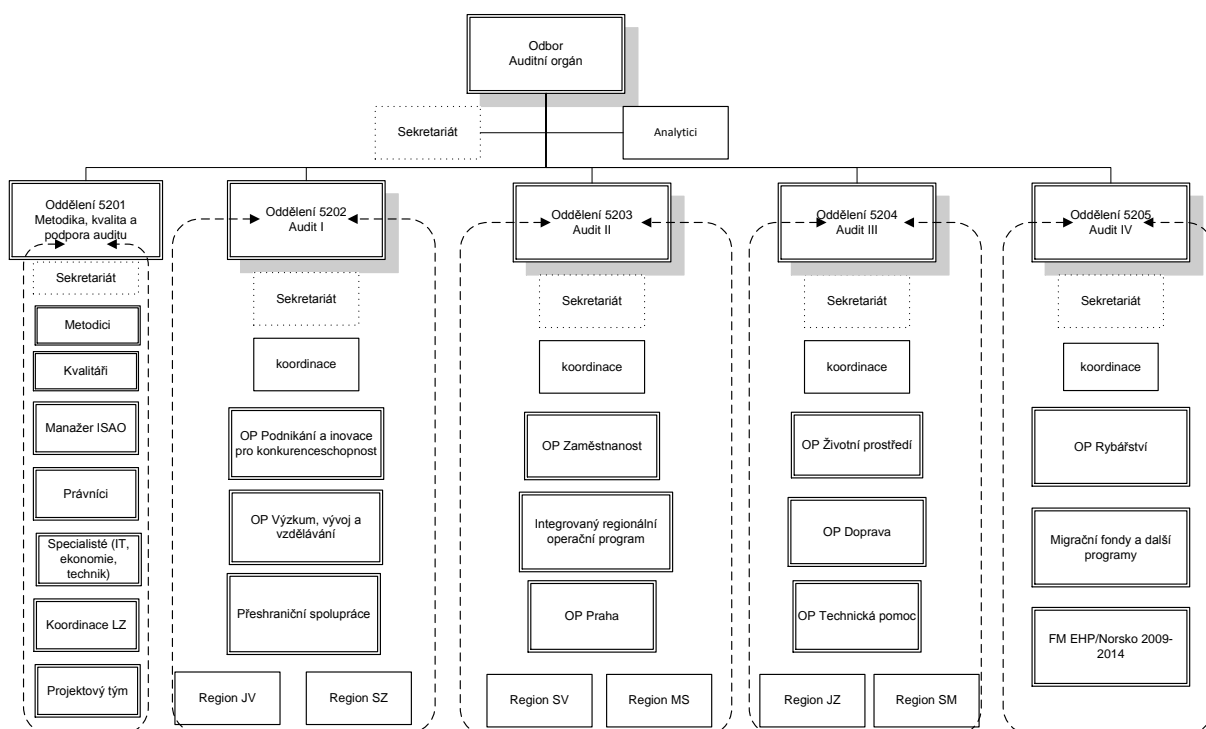 Odbor
Auditní orgán
Sekretariát
Analytici
Oddělení 5201
Metodika, kvalita a
podpora auditu
Sekretariát
Metodici
Kvalitáři
Manažer ISAO
Právníci
Specialisté (IT,
ekonomie,
technik)
Koordinace LZ
Projektový tým
Oddělení 5202
Audit I
Sekretariát
koordinace
OP Podnikání a inovace
pro konkurenceschopnost
OP Výzkum, vývoj a
vzdělávání
Přeshraniční spolupráce
Region JV
Region SZ
Oddělení 5203
Audit II
Sekretariát
koordinace
OP Zaměstnanost
Integrovaný regionální
operační program
OP Praha
Region SV
Region MS
Oddělení 5204
Audit III
Sekretariát
koordinace
OP Životní prostředí
OP Doprava
OP Technická pomoc
Region JZ
Region SM
Oddělení 5205
Audit IV
Sekretariát
koordinace
OP Rybářství
Migrační fondy a další
programy
FM EHP/Norsko 2009-
2014